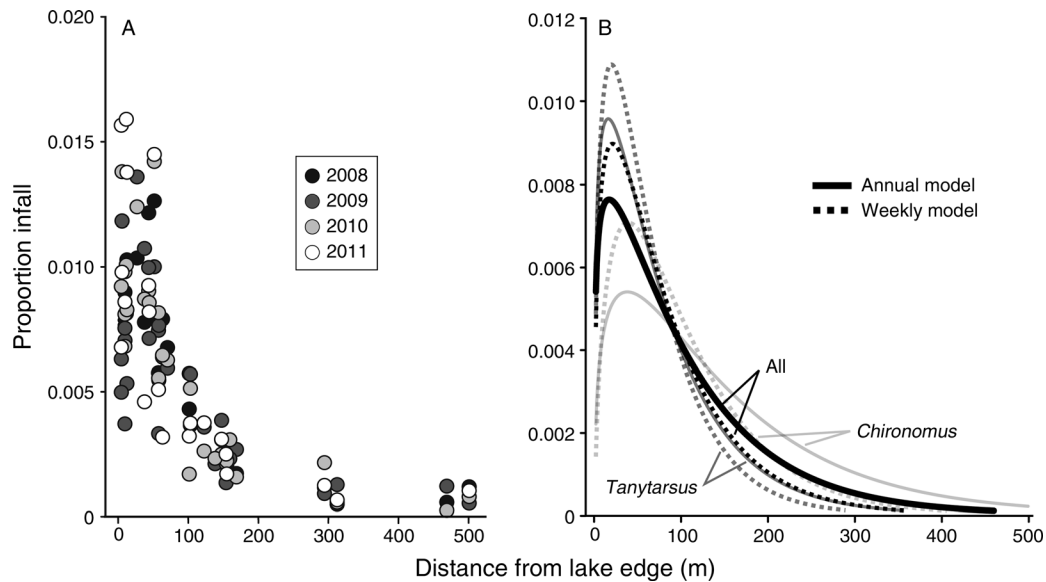 A
0.020
0.015
0.010
0.005
0
Proportion infall
2008
2009
2010
2011
0 100 200 300 400 500
B
0.012
0.010
0.008
0.006
0.004
0.002
0
Annual model
Weekly model
All
Chironomus
Tanytarsus
0 100 200 300 400 500
Distance from lake edge (m)